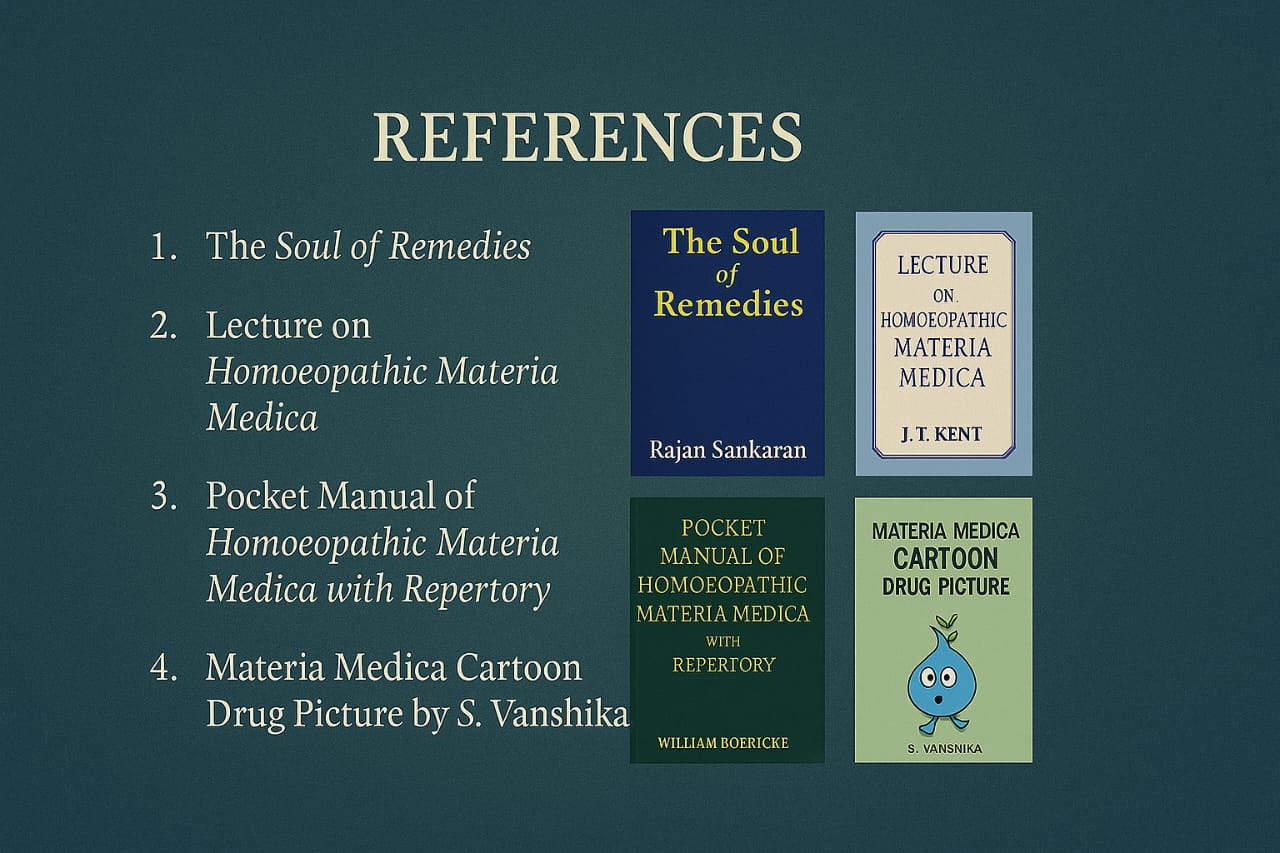 REFERENCES
1. The Soul of Remedies
2. Lecture on
Homoeopathic Materia
Medica
3. Pocket Manual of
Homoeopathic Materia
Medica with Repertory
4. Materia Medica Cartoon
Drug Picture by S. Vanshika
The Soul
of
Remedies
Rajan Sankaran
LECTURE
ON.
HOMOEOPATHIC
MATERIA
MEDICA
J. T. KENT
POCKET
MANUAL OF
HOMOEOPATHIC
MATERIA MEDICA
WITH
REPERTORY
WILLIAM BOERICKE
MATERIA MEDICA
CARTOON
DRUG PICTURE
S. VANSNIKA